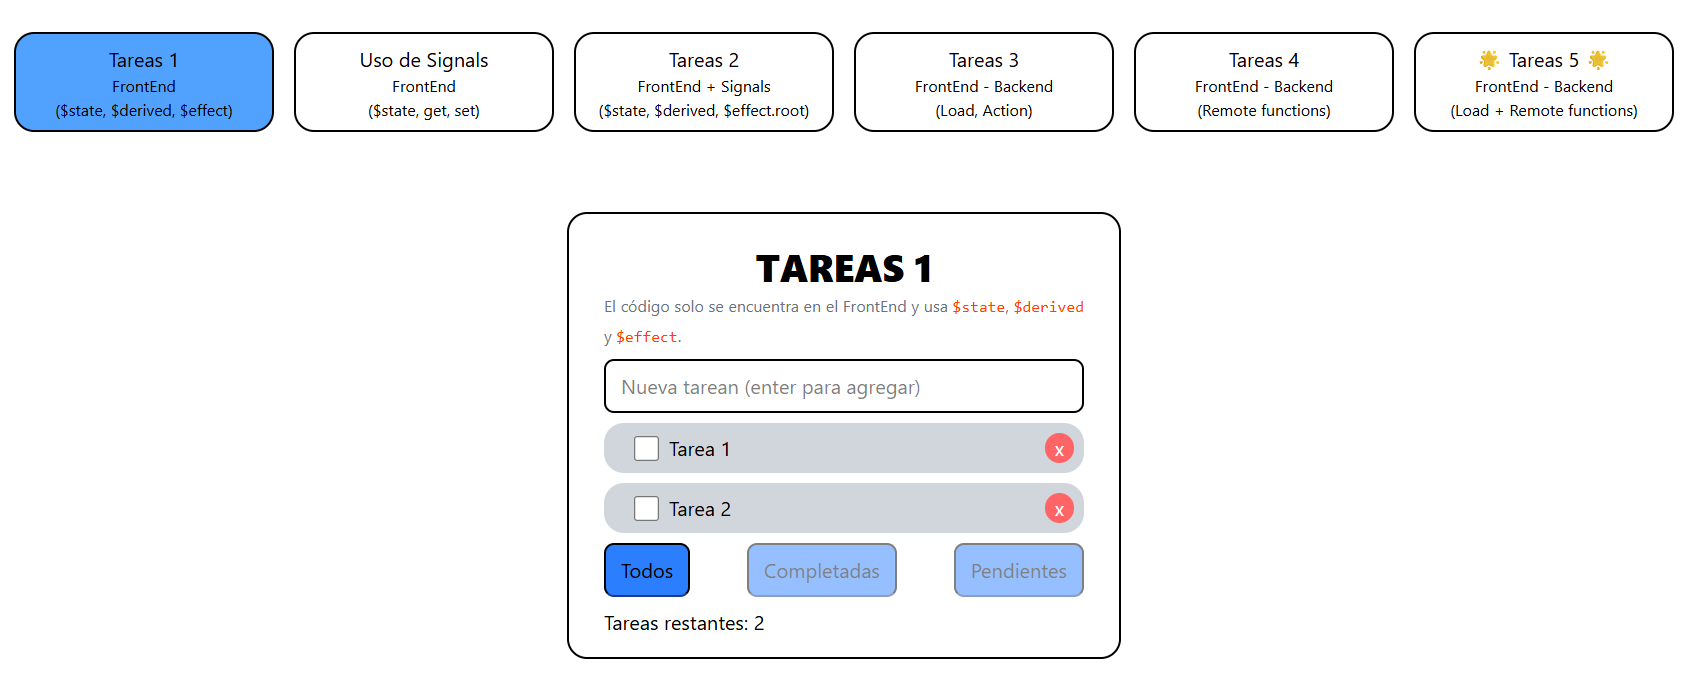 Tareas 1
FrontEnd
($state, $derived, $effect)
Uso de Signals
FrontEnd
($state, get, set)
Tareas 2
FrontEnd + Signals
($state, $derived, $effect.root)
Tareas 3
FrontEnd - Backend
(Load, Action)
Tareas 4
FrontEnd - Backend
(Remote functions)
🌟 Tareas 5 🌟
FrontEnd - Backend
(Load + Remote functions)
TAREAS 1
El código solo se encuentra en el FrontEnd y usa $state, $derived
y $effect.
Nueva tarean (enter para agregar)
Tarea 1 x
Tarea 2 x
Todos Completadas Pendientes
Tareas restantes: 2